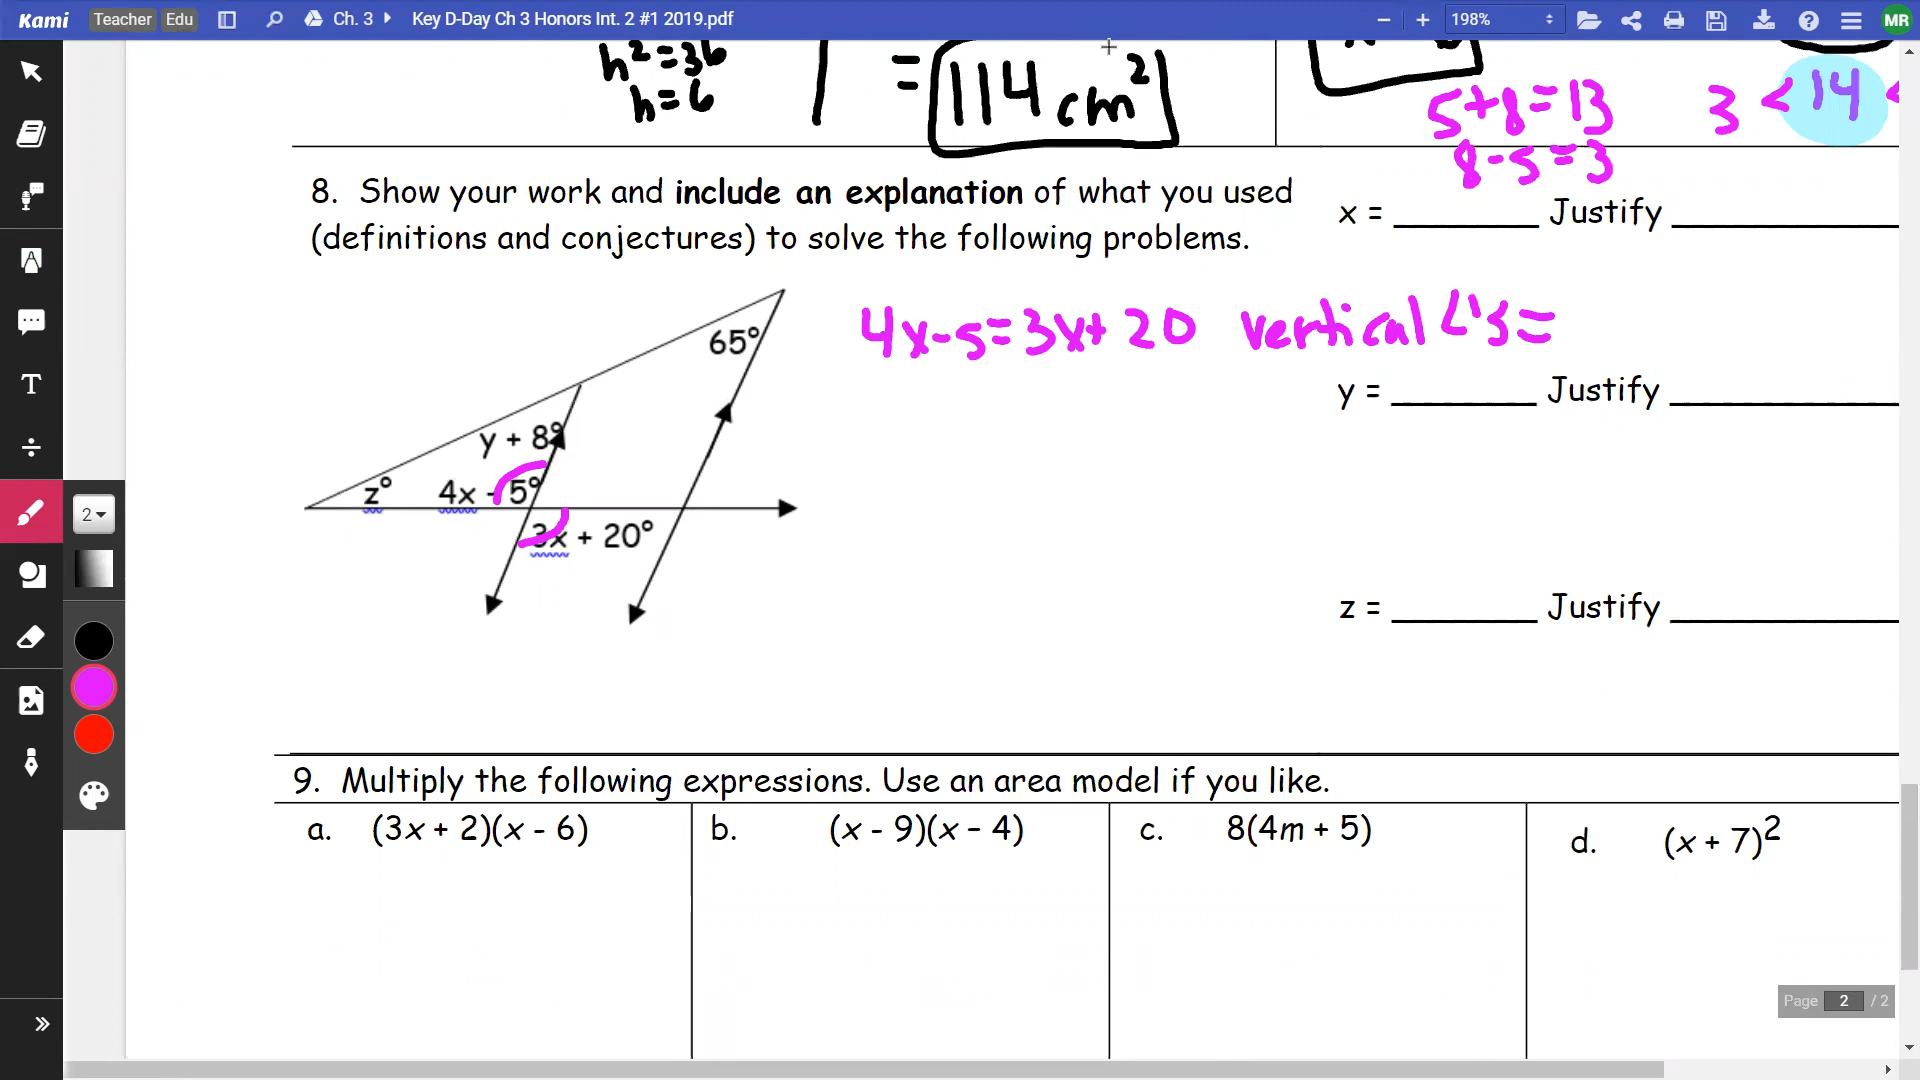 Kami Teacher Edu Ch. 3 Key D-Day Ch 3 Honors Int. 2 #1 2019.pdf 198% MR
h²=36
h=6
= 114 cm²
5+8=13
8-5=3
3 < 14 <
8. Show your work and include an explanation of what you used
(definitions and conjectures) to solve the following problems.
x = ________ Justify ____________
65°
y + 8°
z° 4x - 5°
3x + 20°
4x-5=3x+20 vertical <'s =
y = ________ Justify ____________
z = ________ Justify ____________
9. Multiply the following expressions. Use an area model if you like.
a. (3x + 2)(x - 6) b. (x - 9)(x - 4) c. 8(4m + 5) d. (x + 7)²
T
2
Page 2 / 2